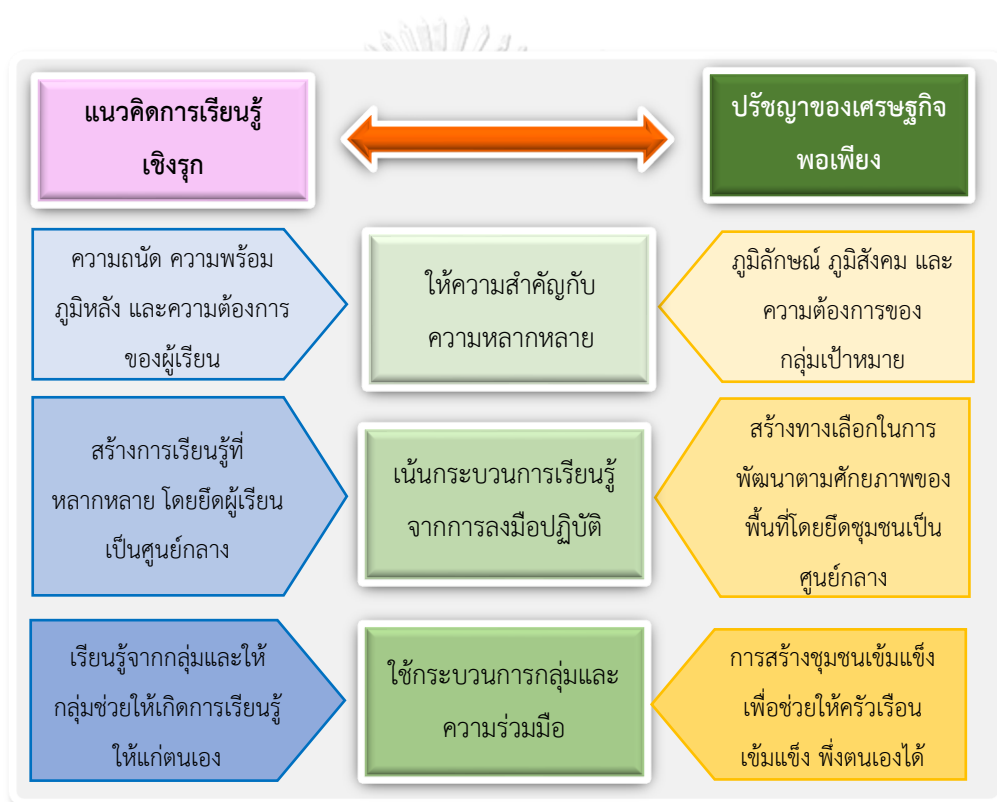 แนวคิดการเรียนรู้
เชิงรุก
ปรัชญาของเศรษฐกิจ
พอเพียง
ความถนัด ความพร้อม
ภูมิหลัง และความต้องการ
ของผู้เรียน
ให้ความสำคัญกับ
ความหลากหลาย
ภูมิลักษณ์ ภูมิสังคม และ
ความต้องการของ
กลุ่มเป้าหมาย
สร้างการเรียนรู้ที่
หลากหลาย โดยยึดผู้เรียน
เป็นศูนย์กลาง
เน้นกระบวนการเรียนรู้
จากการลงมือปฏิบัติ
สร้างทางเลือกในการ
พัฒนาตามศักยภาพของ
พื้นที่โดยยึดชุมชนเป็น
ศูนย์กลาง
เรียนรู้จากกลุ่มและให้
กลุ่มช่วยให้เกิดการเรียนรู้
ให้แก่ตนเอง
ใช้กระบวนการกลุ่มและ
ความร่วมมือ
การสร้างชุมชนเข้มแข็ง
เพื่อช่วยให้ครัวเรือน
เข้มแข็ง พึ่งตนเองได้